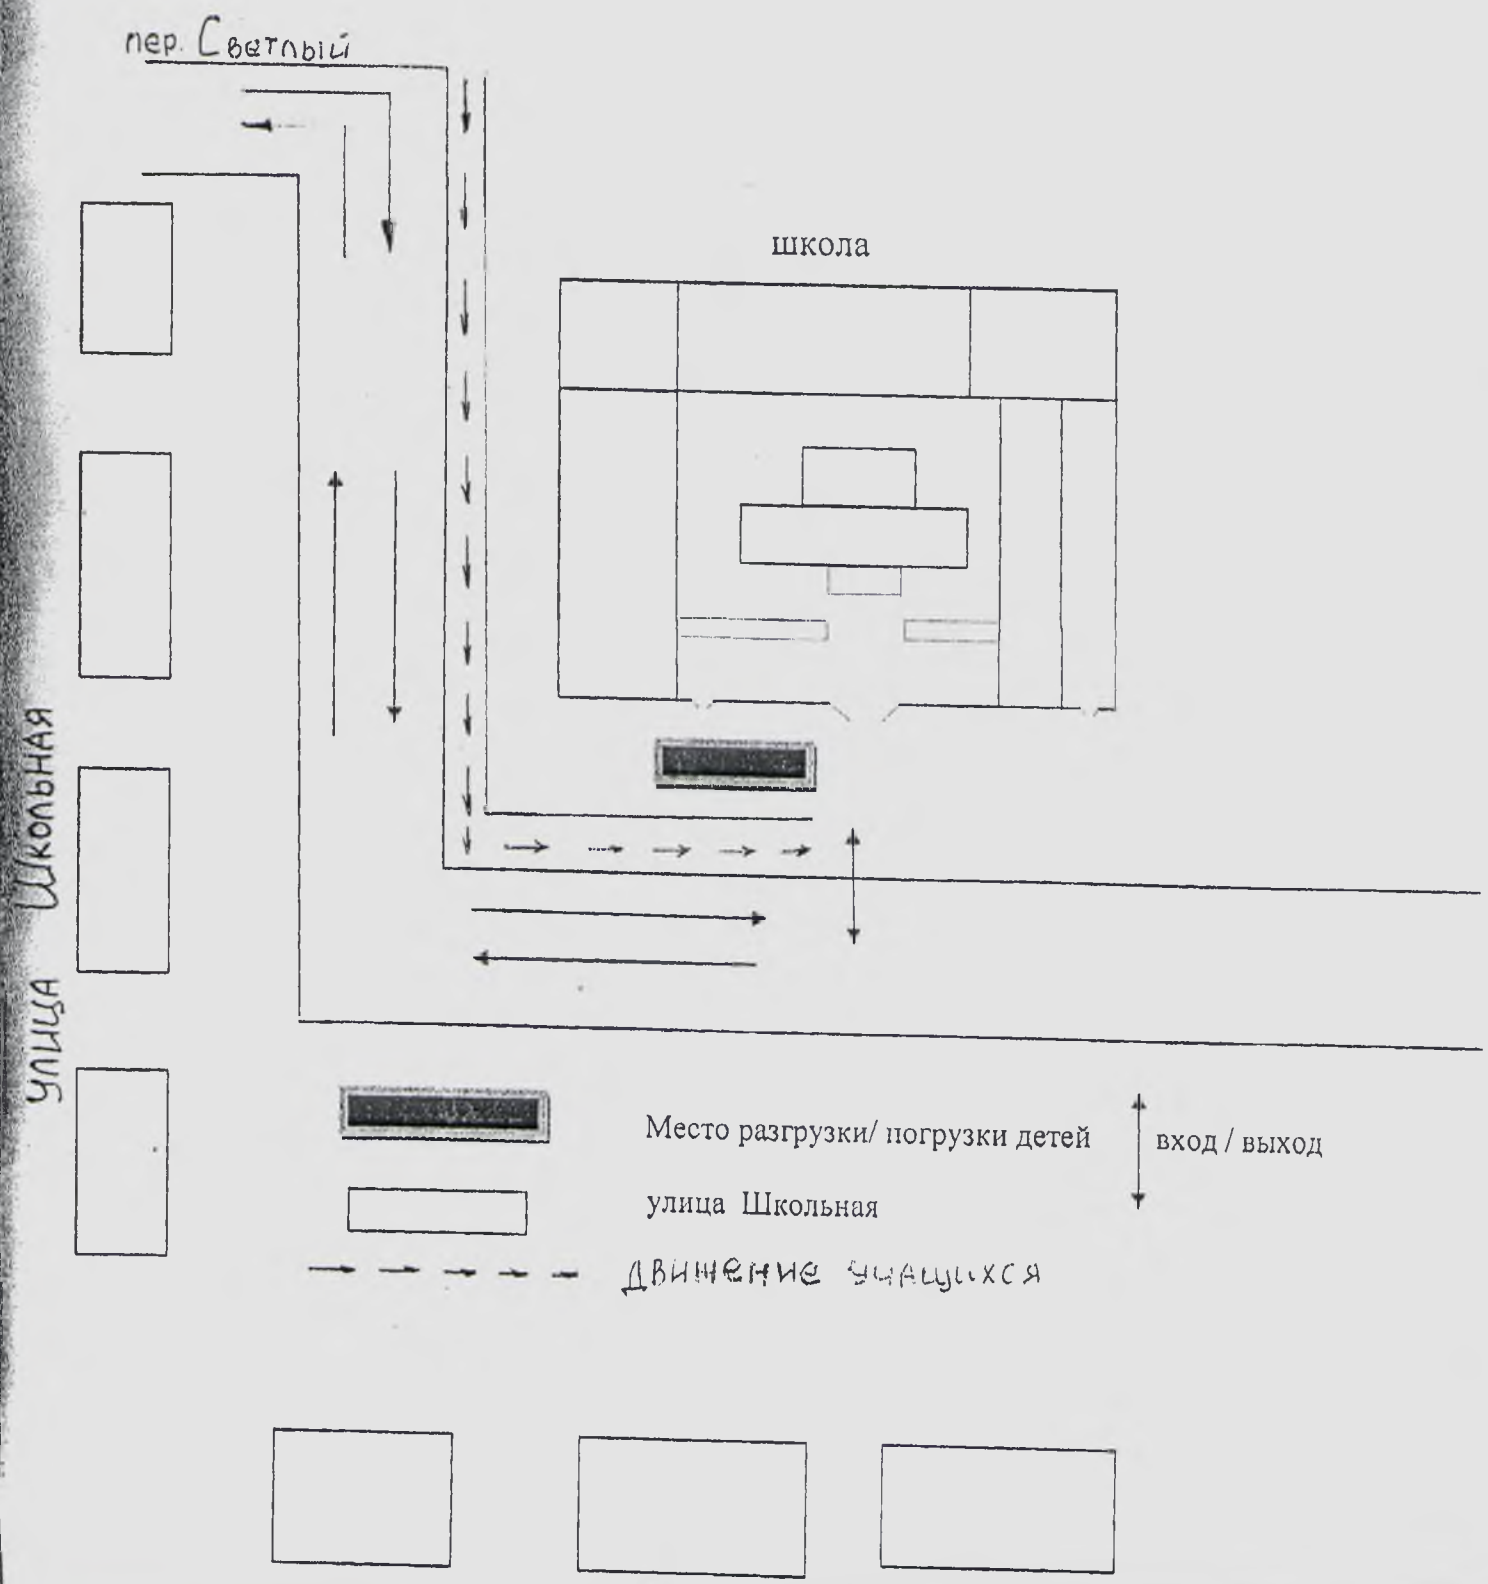 пер. Светлый
школа
улица Школьная
Место разгрузки/ погрузки детей
вход / выход
улица Школьная
движение учащихся